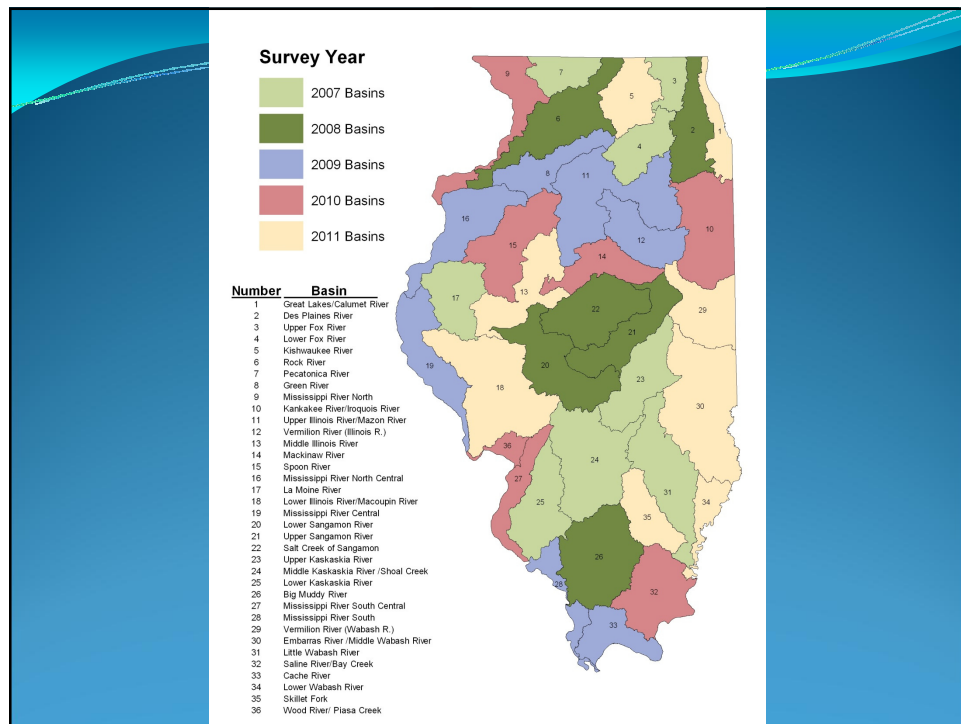 Survey Year
2007 Basins
2008 Basins
2009 Basins
2010 Basins
2011 Basins
Number Basin
1 Great Lakes/Calumet River
2 Des Plaines River
3 Upper Fox River
4 Lower Fox River
5 Kishwaukee River
6 Rock River
7 Pecatonica River
8 Green River
9 Mississippi River North
10 Kankakee River/Iroquois River
11 Upper Illinois River/Mazon River
12 Vermilion River (Illinois R.)
13 Middle Illinois River
14 Mackinaw River
15 Spoon River
16 Mississippi River North Central
17 La Moine River
18 Lower Illinois River/Macoupin River
19 Mississippi River Central
20 Lower Sangamon River
21 Upper Sangamon River
22 Salt Creek of Sangamon
23 Upper Kaskaskia River
24 Middle Kaskaskia River /Shoal Creek
25 Lower Kaskaskia River
26 Big Muddy River
27 Mississippi River South Central
28 Mississippi River South
29 Vermilion River (Wabash R.)
30 Embarras River /Middle Wabash River
31 Little Wabash River
32 Saline River/Bay Creek
33 Cache River
34 Lower Wabash River
35 Skillet Fork
36 Wood River/ Piasa Creek
9
7
3
5
6
2
1
4
8
11
16
12
10
15
14
13
17
22
29
21
19
20
23
18
30
36
24
27
25
31
34
35
26
28
32
33